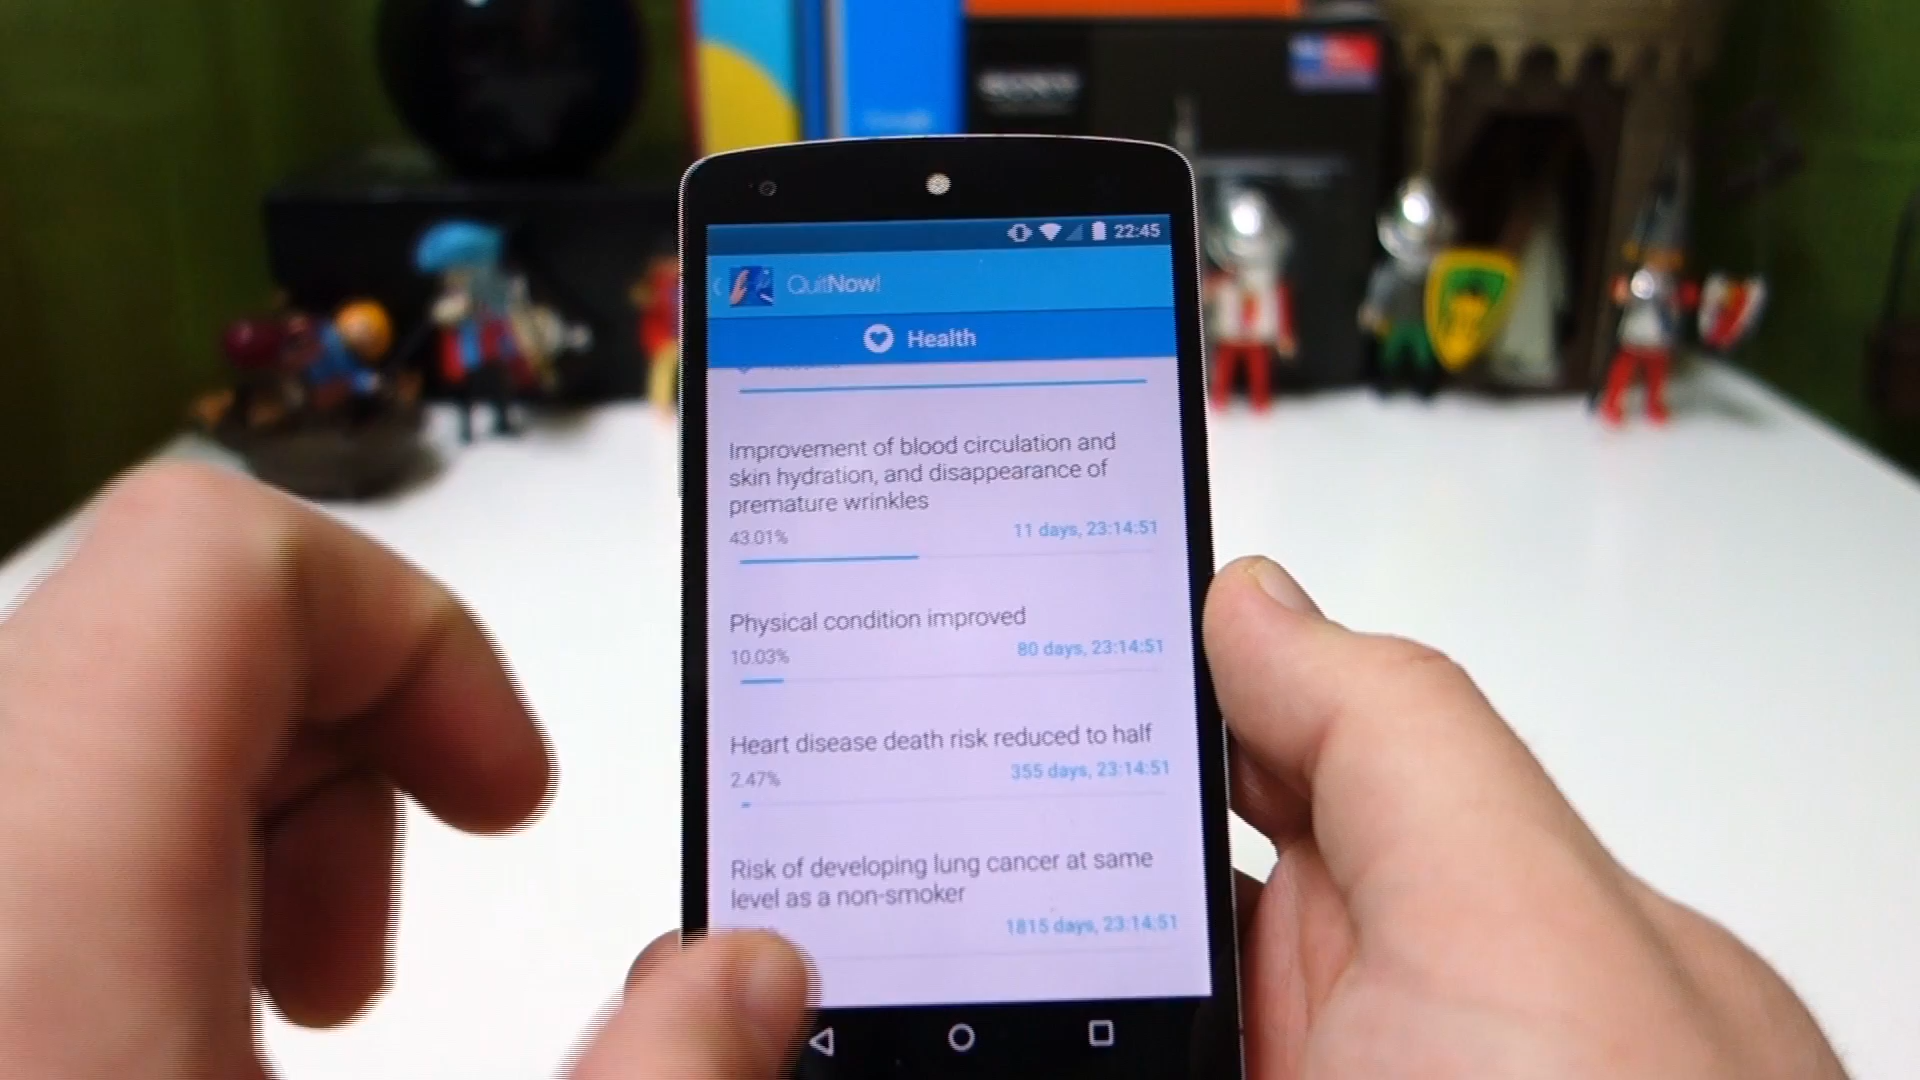 SONY
22:45
QuitNow!
Health
Improvement of blood circulation and
skin hydration, and disappearance of
premature wrinkles
43.01%
11 days, 23:14:51
Physical condition improved
10.03%
80 days, 23:14:51
Heart disease death risk reduced to half
2.47%
355 days, 23:14:51
Risk of developing lung cancer at same
level as a non-smoker
1815 days, 23:14:51